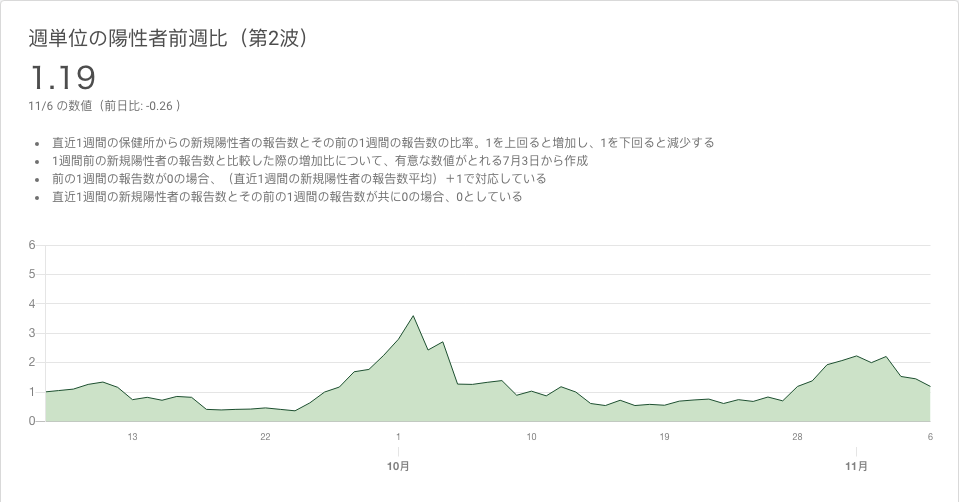 週単位の陽性者前週比（第2波）
1.19
11/6 の数値（前日比: -0.26 ）
• 直近1週間の保健所からの新規陽性者の報告数とその前の1週間の報告数の比率。1を上回ると増加し、1を下回ると減少する
• 1週間前の新規陽性者の報告数と比較した際の増加比について、有意な数値がとれる7月3日から作成
• 前の1週間の報告数が0の場合、（直近1週間の新規陽性者の報告数平均）＋1で対応している
• 直近1週間の新規陽性者の報告数とその前の1週間の報告数が共に0の場合、0としている
6
5
4
3
2
1
0
13 22 1 10 19 28 6
10月 11月